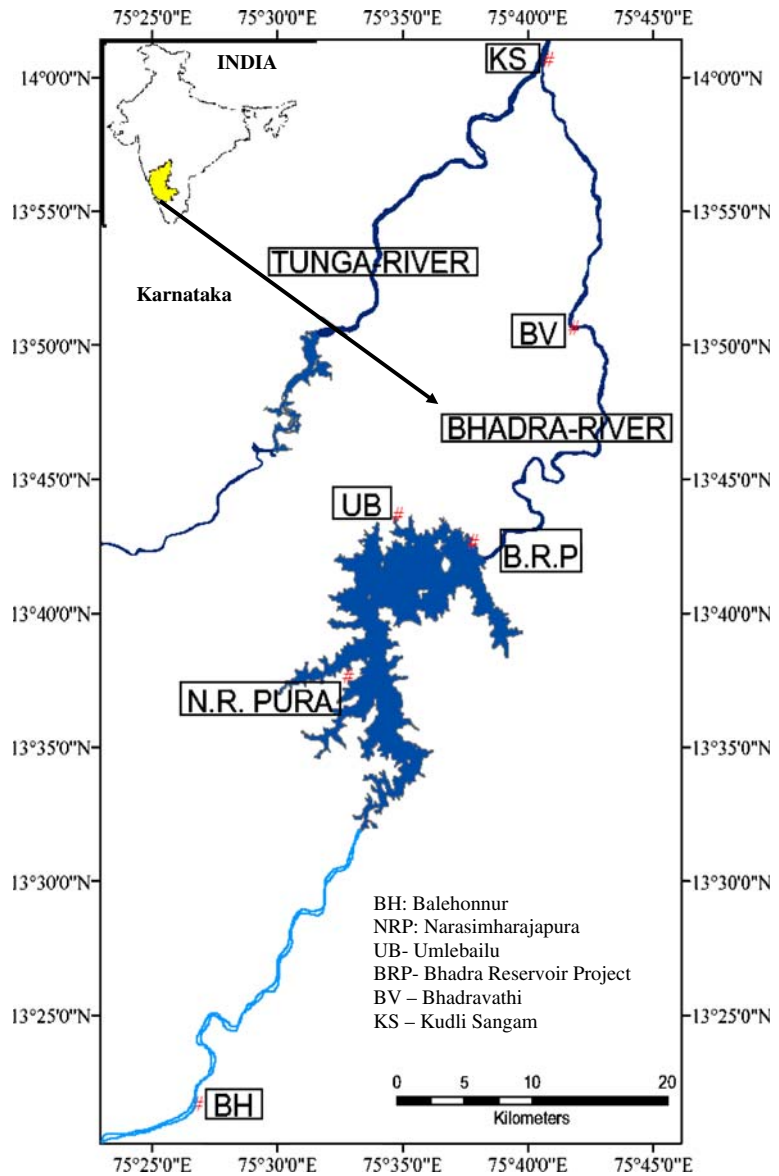 75°25'0"E 75°30'0"E 75°35'0"E 75°40'0"E 75°45'0"E
INDIA
KS
#
14°0'0"N
14°0'0"N
13°55'0"N
13°55'0"N
TUNGA-RIVER
Karnataka
BV
#
13°50'0"N
13°50'0"N
BHADRA-RIVER
13°45'0"N
13°45'0"N
UB
#
#
B.R.P
13°40'0"N
13°40'0"N
#
N.R. PURA
13°35'0"N
13°35'0"N
13°30'0"N
13°30'0"N
BH: Balehonnur
NRP: Narasimharajapura
UB- Umlebailu
BRP- Bhadra Reservoir Project
BV – Bhadravathi
KS – Kudli Sangam
13°25'0"N
13°25'0"N
#
BH
0 5 10 20
Kilometers
75°25'0"E 75°30'0"E 75°35'0"E 75°40'0"E 75°45'0"E